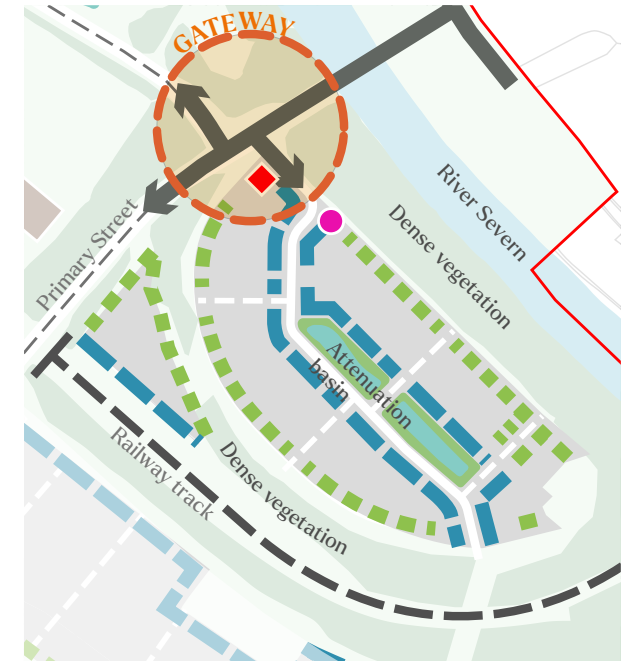 GATEWAY
River Severn
Dense vegetation
Primary Street
Attenuation
basin
Railway track
Dense vegetation